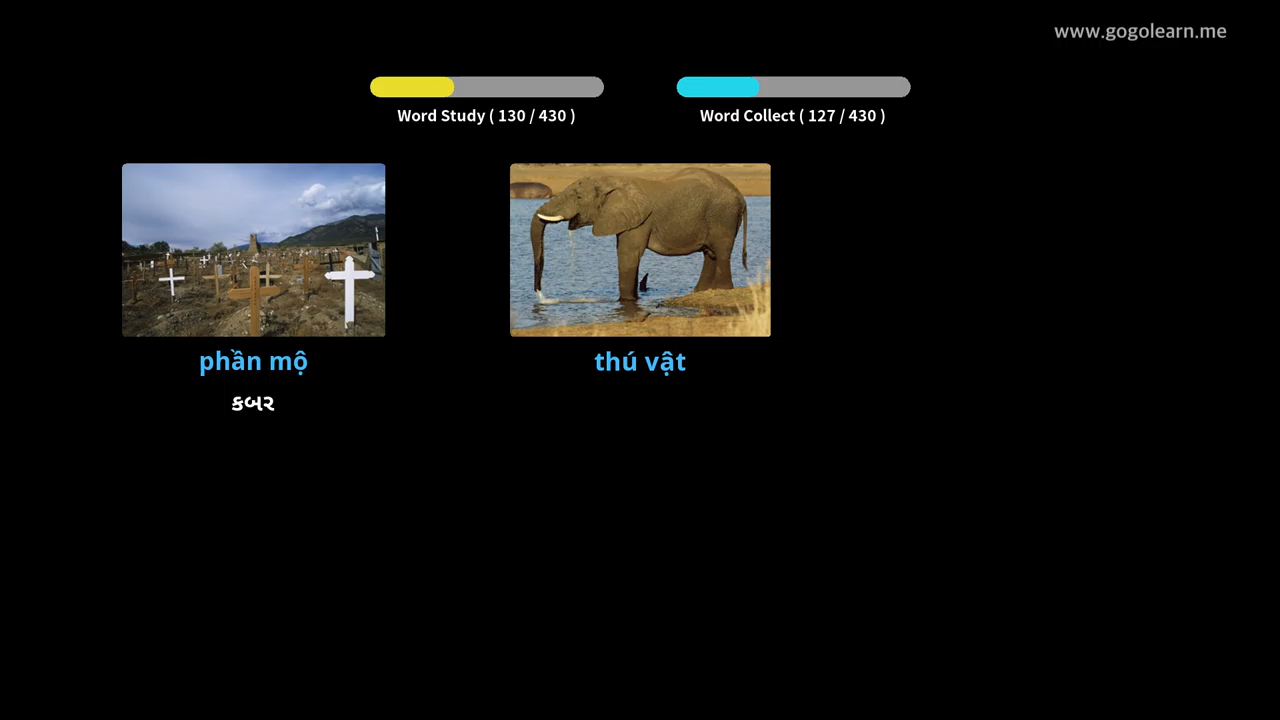 www.gogolearn.me
Word Study ( 130 / 430 )
Word Collect ( 127 / 430 )
phần mộ
thú vật
કબર